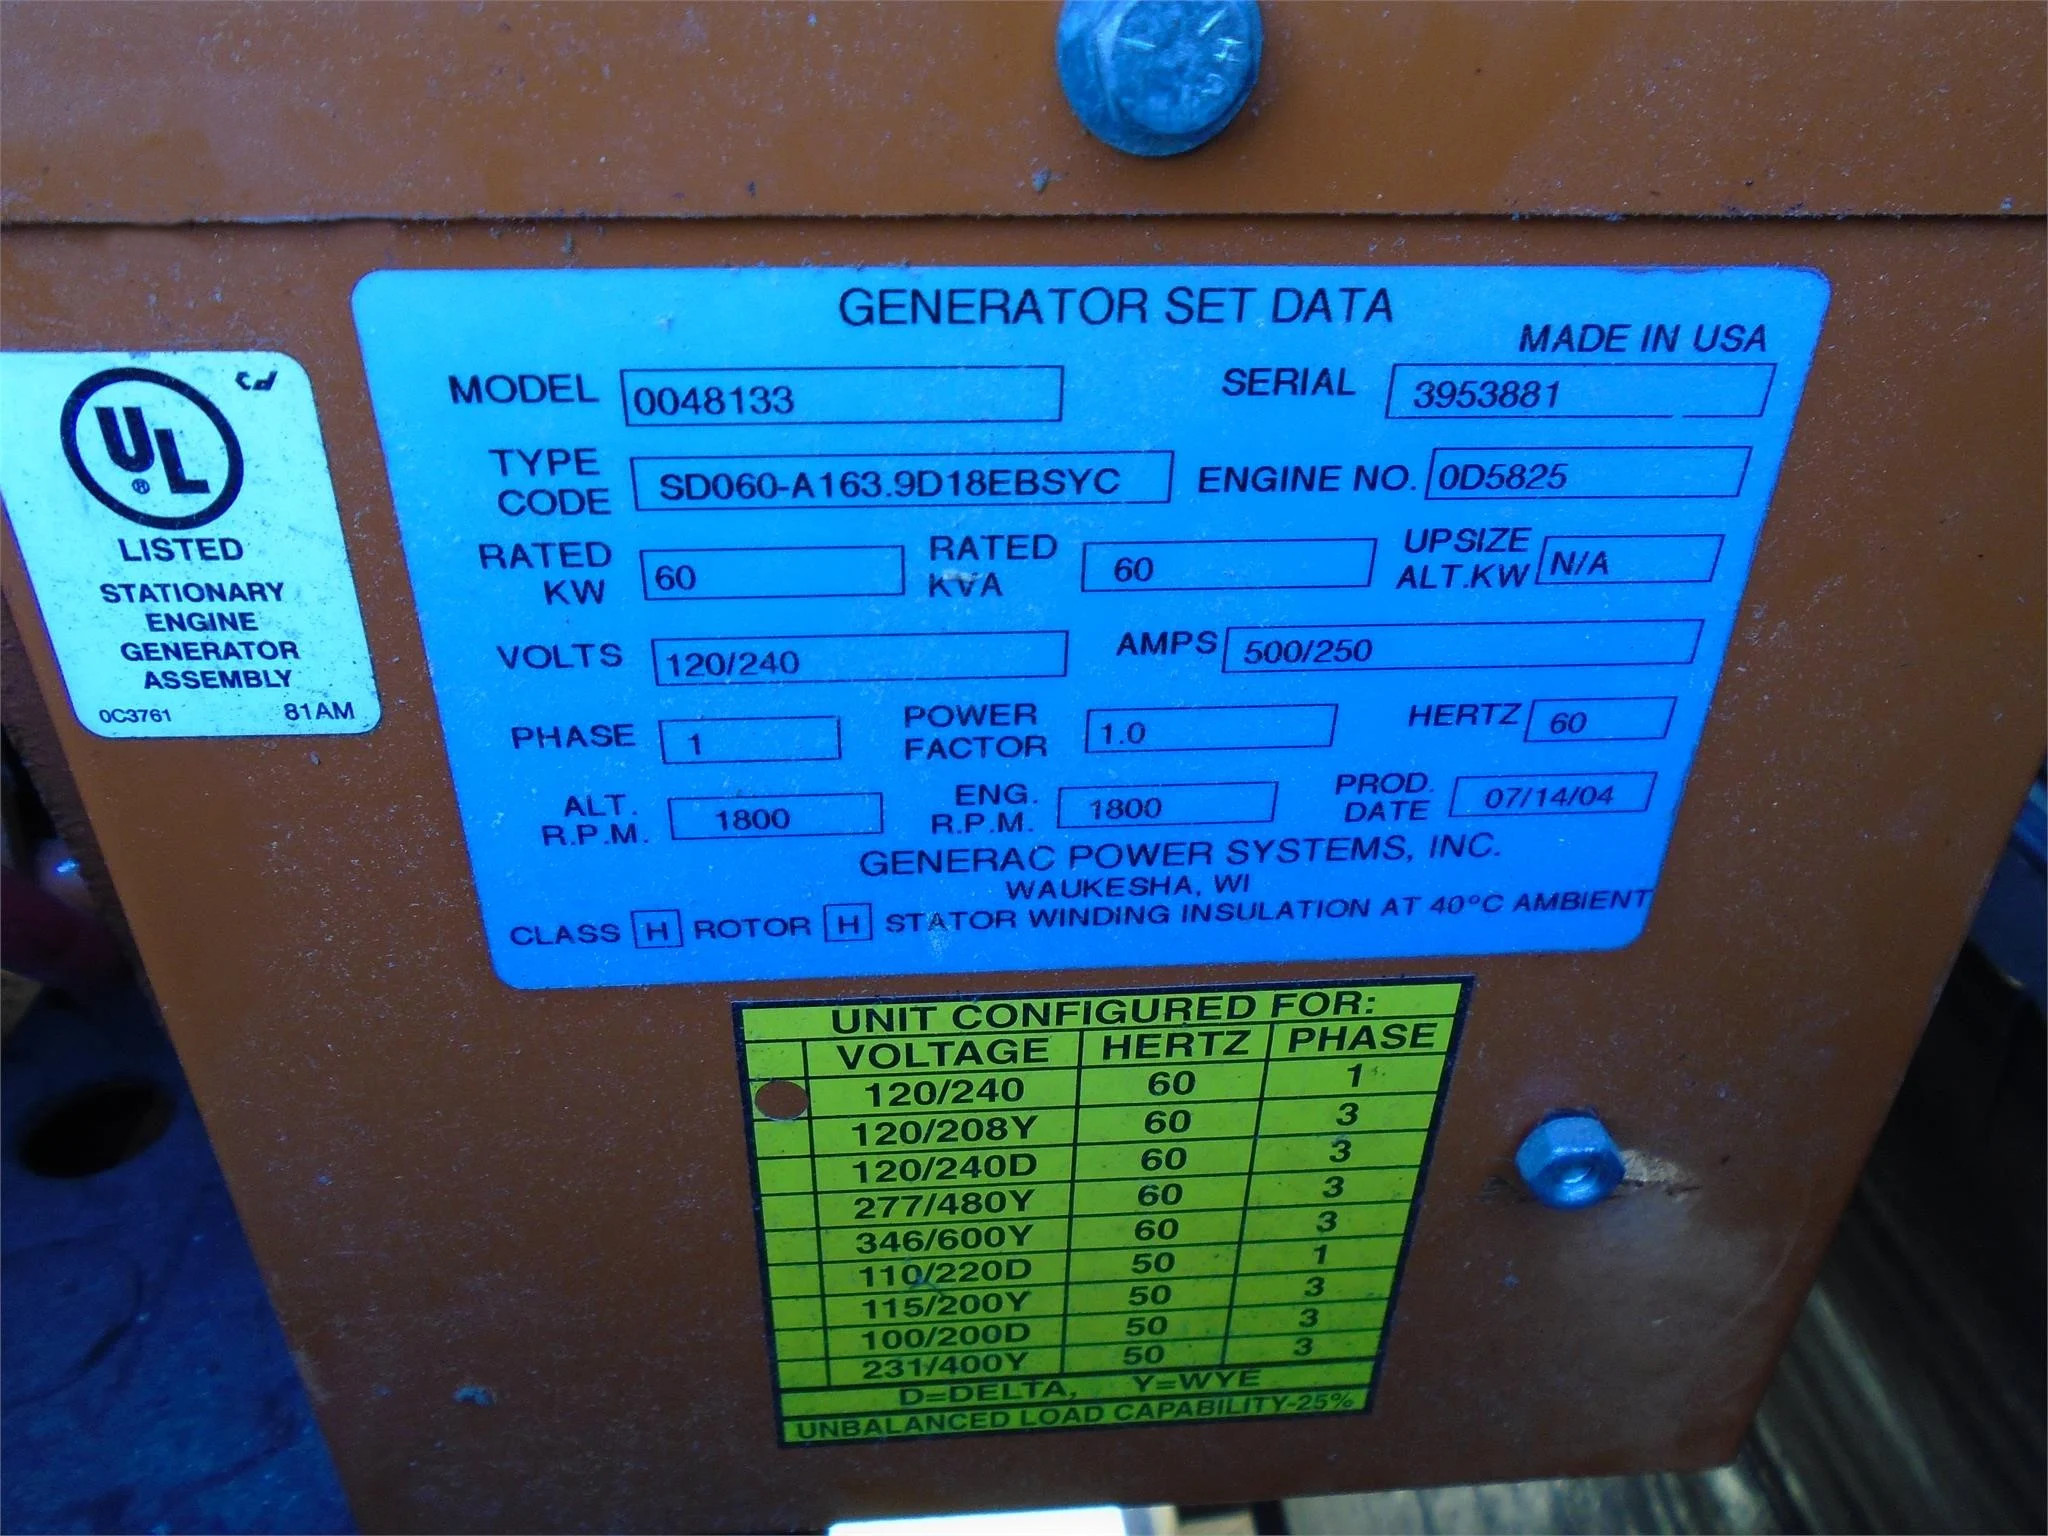 GENERATOR SET DATA
MADE IN USA
MODEL 0048133 SERIAL 3953881
TYPE CODE SD060-A163.9D18EBSYC ENGINE NO. 0D5825
RATED KW 60 RATED KVA 60 UPSIZE ALT.KW N/A
VOLTS 120/240 AMPS 500/250
PHASE 1 POWER FACTOR 1.0 HERTZ 60
ALT. R.P.M. 1800 ENG. R.P.M. 1800 PROD. DATE 07/14/04
GENERAC POWER SYSTEMS, INC.
WAUKESHA, WI
CLASS H ROTOR H STATOR WINDING INSULATION AT 40°C AMBIENT
UL ®
LISTED
STATIONARY
ENGINE
GENERATOR
ASSEMBLY
0C3761 81AM
UNIT CONFIGURED FOR:
VOLTAGE HERTZ PHASE
120/240 60 1
120/208Y 60 3
120/240D 60 3
277/480Y 60 3
346/600Y 60 3
110/220D 50 1
115/200Y 50 3
100/200D 50 3
231/400Y 50 3
D=DELTA, Y=WYE
UNBALANCED LOAD CAPABILITY-25%